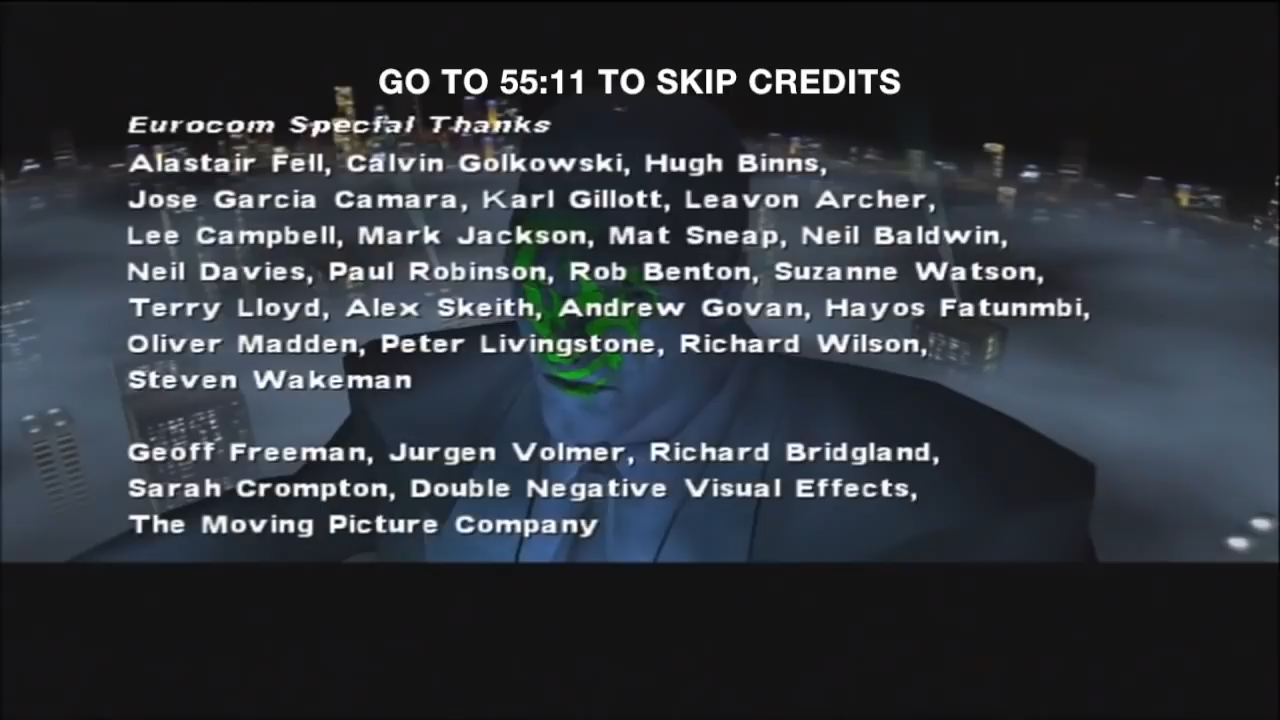 GO TO 55:11 TO SKIP CREDITS
Eurocom Special Thanks
Alastair Fell, Calvin Golkowski, Hugh Binns,
Jose Garcia Camara, Karl Gillott, Leavon Archer,
Lee Campbell, Mark Jackson, Mat Sneap, Neil Baldwin,
Neil Davies, Paul Robinson, Rob Benton, Suzanne Watson,
Terry Lloyd, Alex Skeith, Andrew Govan, Hayos Fatunmbi,
Oliver Madden, Peter Livingstone, Richard Wilson,
Steven Wakeman
Geoff Freeman, Jurgen Volmer, Richard Bridgland,
Sarah Crompton, Double Negative Visual Effects,
The Moving Picture Company